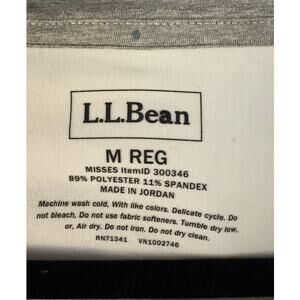 L.L.Bean
M REG
MISSES ItemID 300346
89% POLYESTER 11% SPANDEX
MADE IN JORDAN
Machine wash cold, With like colors. Delicate cycle. Do
not bleach, Do not use fabric softeners. Tumble dry low,
or, Air dry. Do not iron. Do not dry clean.
RN71341 VN1002746